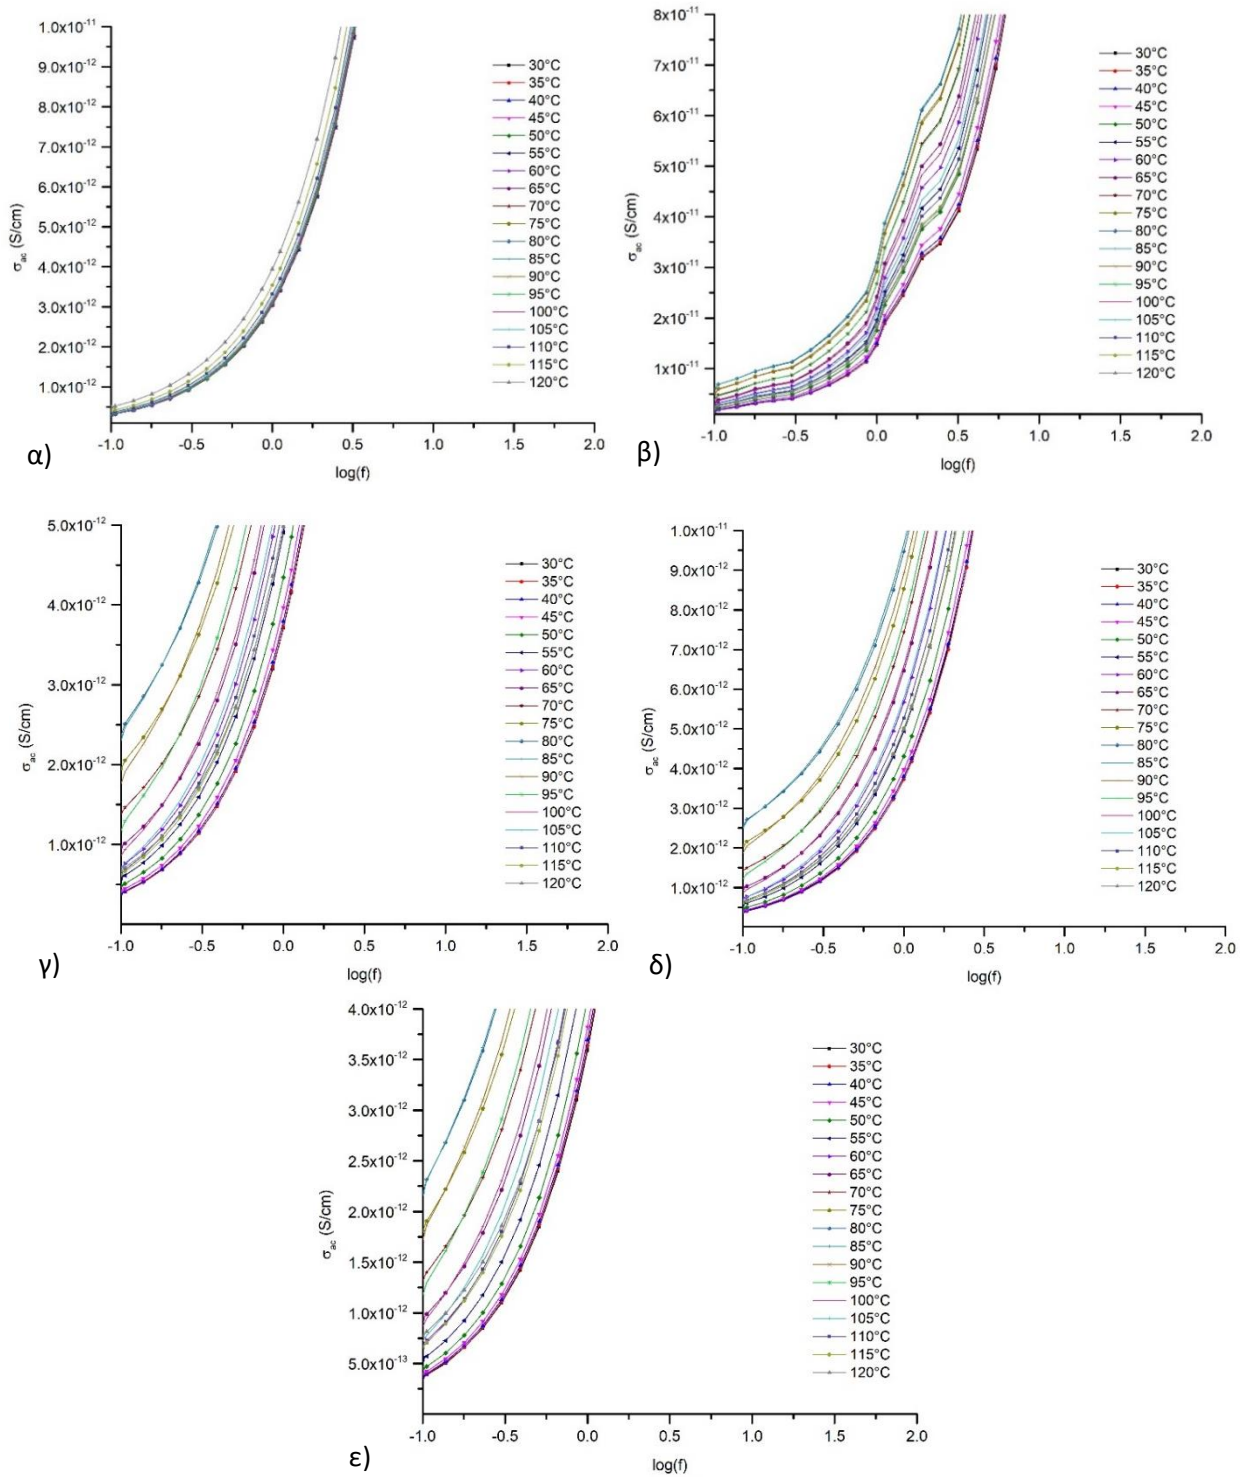 1.0x10⁻¹¹
9.0x10⁻¹²
8.0x10⁻¹²
7.0x10⁻¹²
6.0x10⁻¹²
5.0x10⁻¹²
4.0x10⁻¹²
3.0x10⁻¹²
2.0x10⁻¹²
1.0x10⁻¹²
σac (S/cm)
30°C
35°C
40°C
45°C
50°C
55°C
60°C
65°C
70°C
75°C
80°C
85°C
90°C
95°C
100°C
105°C
110°C
115°C
120°C
-1.0 -0.5 0.0 0.5 1.0 1.5 2.0
log(f)
α)
8x10⁻¹¹
7x10⁻¹¹
6x10⁻¹¹
5x10⁻¹¹
4x10⁻¹¹
3x10⁻¹¹
2x10⁻¹¹
1x10⁻¹¹
σac (S/cm)
30°C
35°C
40°C
45°C
50°C
55°C
60°C
65°C
70°C
75°C
80°C
85°C
90°C
95°C
100°C
105°C
110°C
115°C
120°C
-1.0 -0.5 0.0 0.5 1.0 1.5 2.0
log(f)
β)
5.0x10⁻¹²
4.0x10⁻¹²
3.0x10⁻¹²
2.0x10⁻¹²
1.0x10⁻¹²
σac (S/cm)
30°C
35°C
40°C
45°C
50°C
55°C
60°C
65°C
70°C
75°C
80°C
85°C
90°C
95°C
100°C
105°C
110°C
115°C
120°C
-1.0 -0.5 0.0 0.5 1.0 1.5 2.0
log(f)
γ)
1.0x10⁻¹¹
9.0x10⁻¹²
8.0x10⁻¹²
7.0x10⁻¹²
6.0x10⁻¹²
5.0x10⁻¹²
4.0x10⁻¹²
3.0x10⁻¹²
2.0x10⁻¹²
1.0x10⁻¹²
σac (S/cm)
30°C
35°C
40°C
45°C
50°C
55°C
60°C
65°C
70°C
75°C
80°C
85°C
90°C
95°C
100°C
105°C
110°C
115°C
120°C
-1.0 -0.5 0.0 0.5 1.0 1.5 2.0
log(f)
δ)
4.0x10⁻¹²
3.5x10⁻¹²
3.0x10⁻¹²
2.5x10⁻¹²
2.0x10⁻¹²
1.5x10⁻¹²
1.0x10⁻¹²
5.0x10⁻¹³
σac (S/cm)
30°C
35°C
40°C
45°C
50°C
55°C
60°C
65°C
70°C
75°C
80°C
85°C
90°C
95°C
100°C
105°C
110°C
115°C
120°C
-1.0 -0.5 0.0 0.5 1.0 1.5 2.0
log(f)
ε)